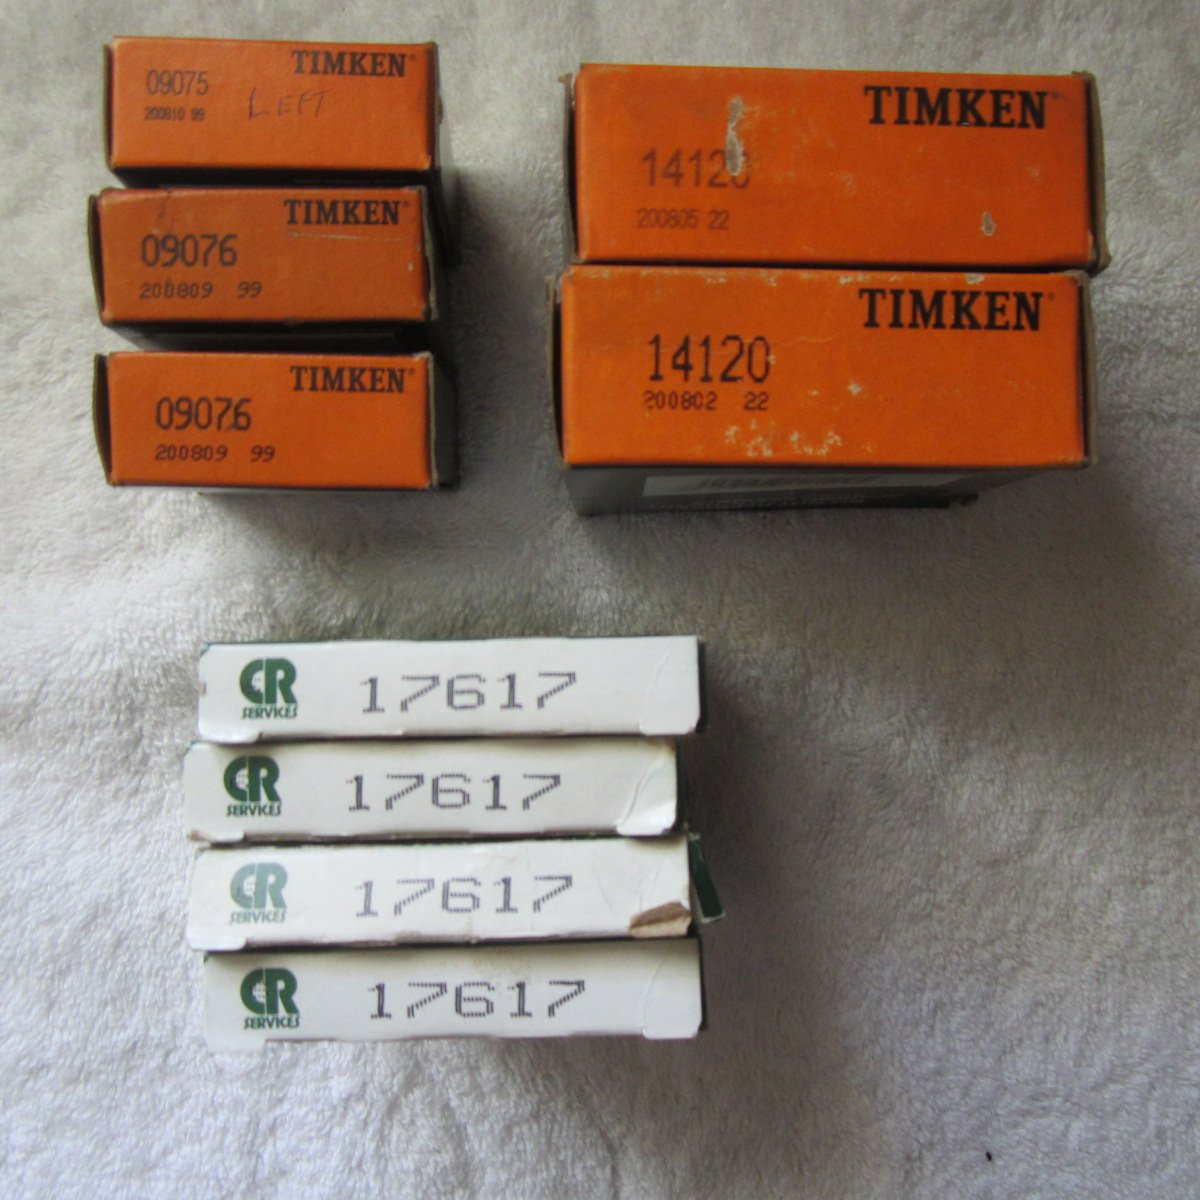 TIMKEN®
09075
200810 99
LEFT
TIMKEN®
09076
200809 99
TIMKEN®
09076
200809 99
TIMKEN®
14120
200805 22
TIMKEN®
14120
200802 22
CR
SERVICES
17617
CR
SERVICES
17617
CR
SERVICES
17617
CR
SERVICES
17617